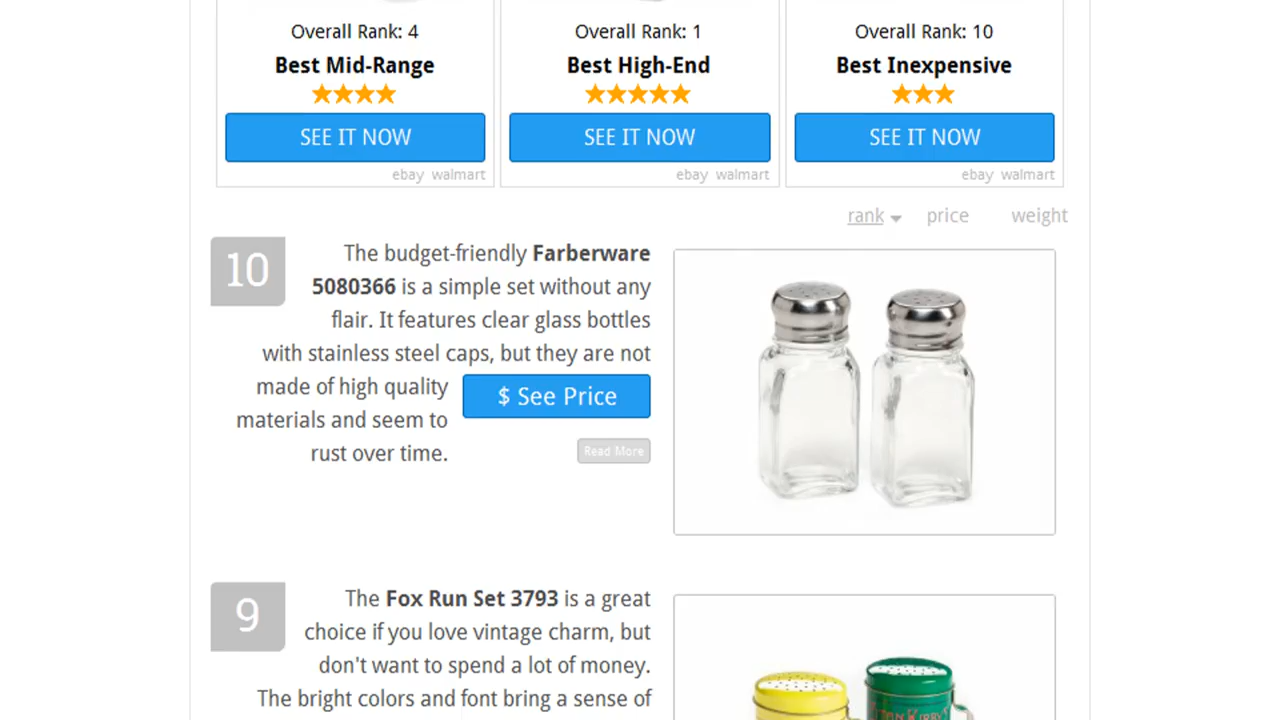 Overall Rank: 4
Best Mid-Range
SEE IT NOW
ebay walmart
Overall Rank: 1
Best High-End
SEE IT NOW
ebay walmart
Overall Rank: 10
Best Inexpensive
SEE IT NOW
ebay walmart
rank price weight
10
The budget-friendly Farberware
5080366 is a simple set without any
flair. It features clear glass bottles
with stainless steel caps, but they are not
made of high quality
materials and seem to
rust over time.
$ See Price
Read More
9
The Fox Run Set 3793 is a great
choice if you love vintage charm, but
don't want to spend a lot of money.
The bright colors and font bring a sense of